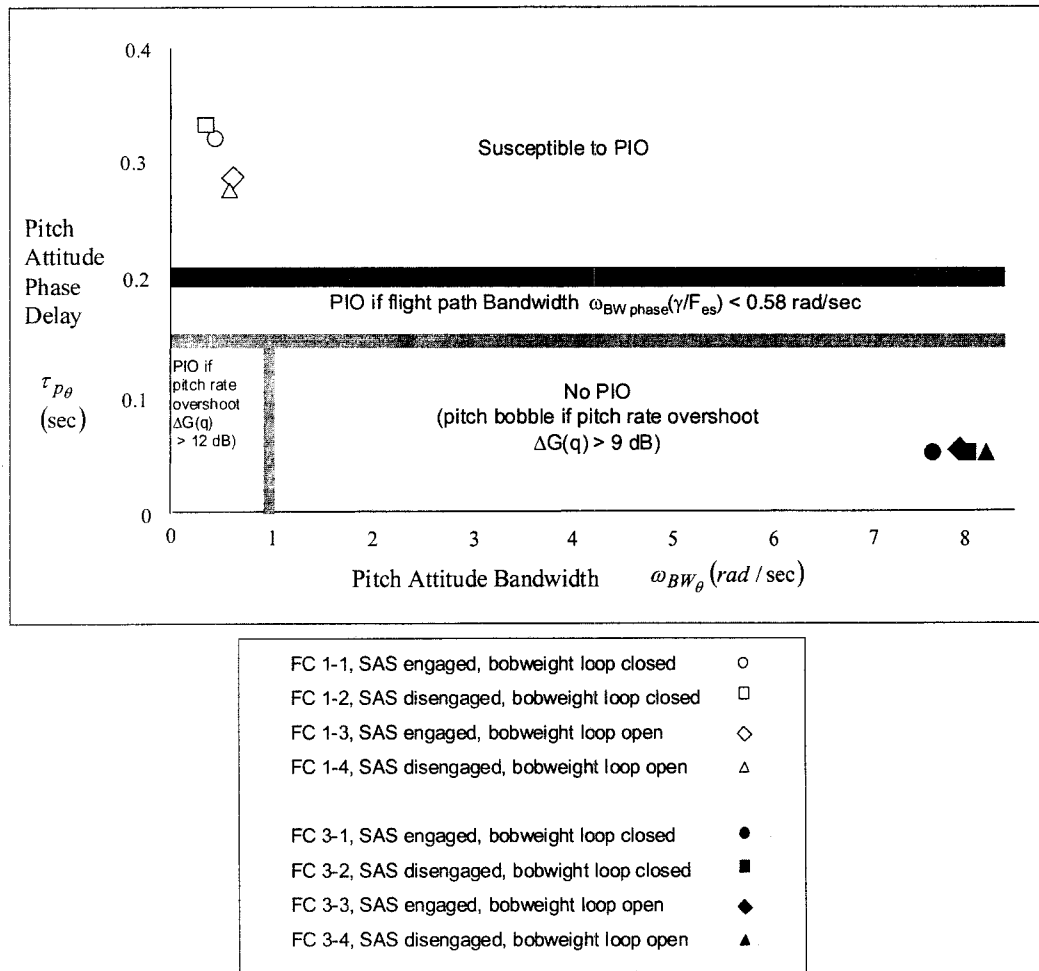 0.4
0.3
0.2
0.1
0
Pitch
Attitude
Phase
Delay
τpθ
(sec)
Susceptible to PIO
PIO if flight path Bandwidth ωBW phase(γ/Fes) < 0.58 rad/sec
PIO if
pitch rate
overshoot
ΔG(q)
> 12 dB)
No PIO
(pitch bobble if pitch rate overshoot
ΔG(q) > 9 dB)
0 1 2 3 4 5 6 7 8
Pitch Attitude Bandwidth ωBWθ (rad / sec)
FC 1-1, SAS engaged, bobweight loop closed
FC 1-2, SAS disengaged, bobweight loop closed
FC 1-3, SAS engaged, bobweight loop open
FC 1-4, SAS disengaged, bobweight loop open
FC 3-1, SAS engaged, bobweight loop closed
FC 3-2, SAS disengaged, bobwight loop closed
FC 3-3, SAS engaged, bobweight loop open
FC 3-4, SAS disengaged, bobweight loop open